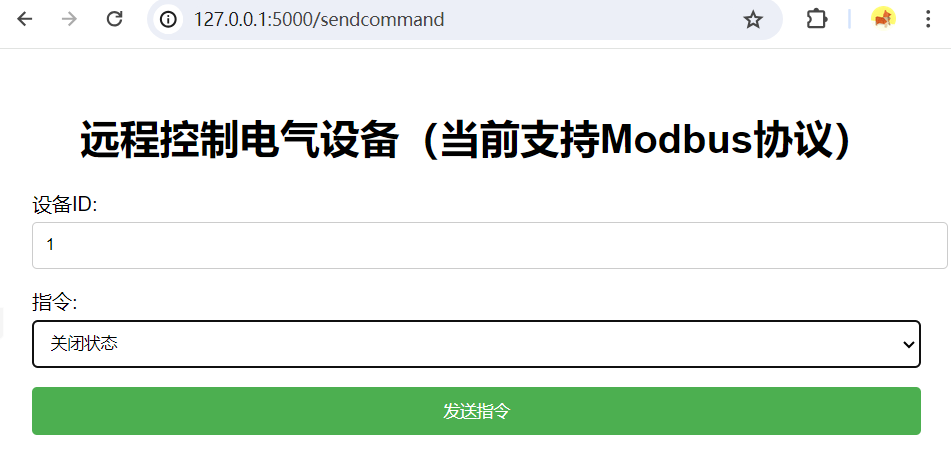 127.0.0.1:5000/sendcommand
远程控制电气设备（当前支持Modbus协议）
设备ID:
1
指令:
关闭状态
发送指令